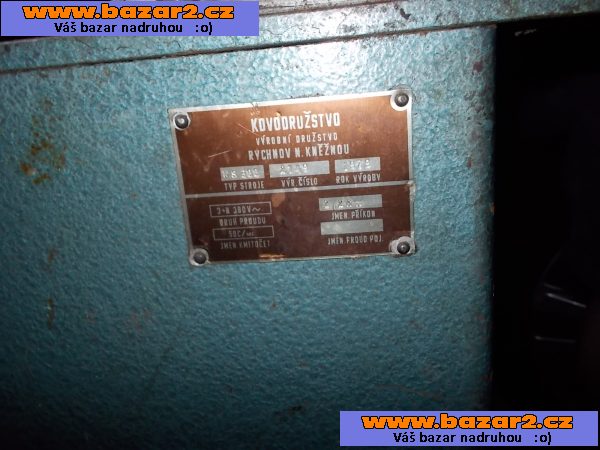 www.bazar2.cz
Váš bazar nadruhou :o)
KOVODRUŽSTVO
VÝROBNÍ DRUŽSTVO
RYCHNOV N. KNĚŽNOU
TYP STROJE VÝR. ČÍSLO ROK VÝROBY
3+N 380V~
DRUH PROUDU JMEN. PŘÍKON
50C/sec
JMEN. KMITOČET JMEN. PROUD POJ.
www.bazar2.cz
Váš bazar nadruhou :o)